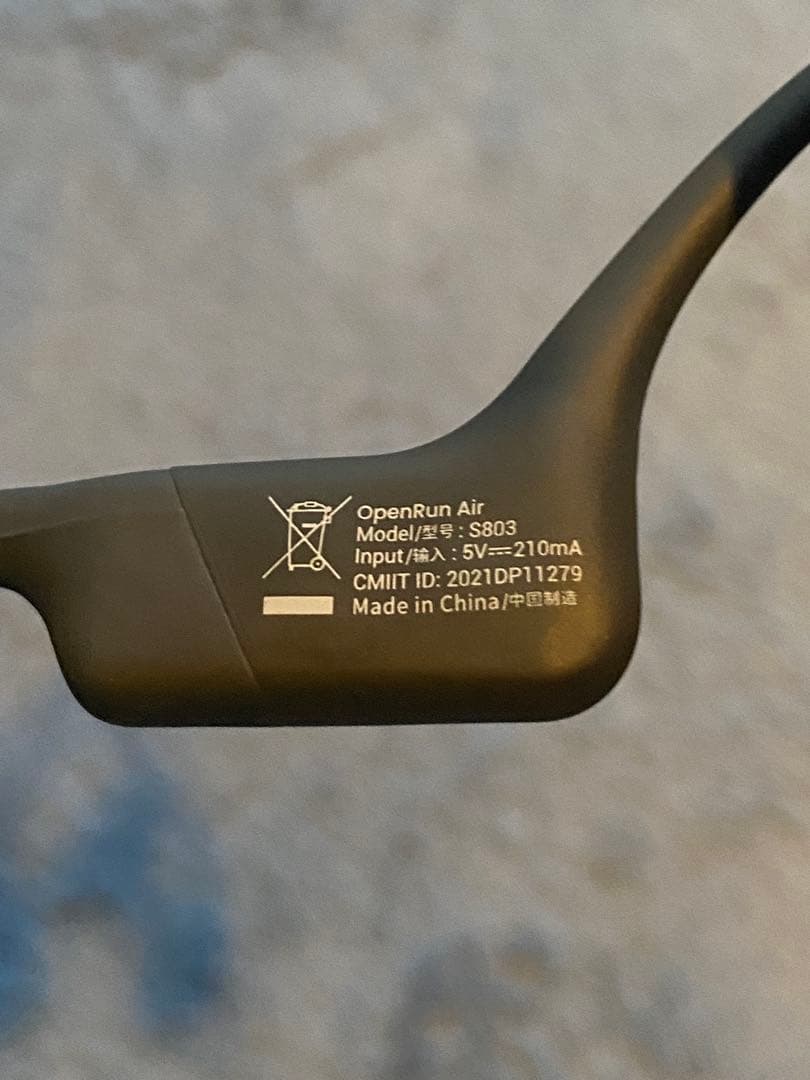 OpenRun Air
Model/型号 : S803
Input/输入 : 5V⎓210mA
CMIIT ID: 2021DP11279
Made in China/中国制造